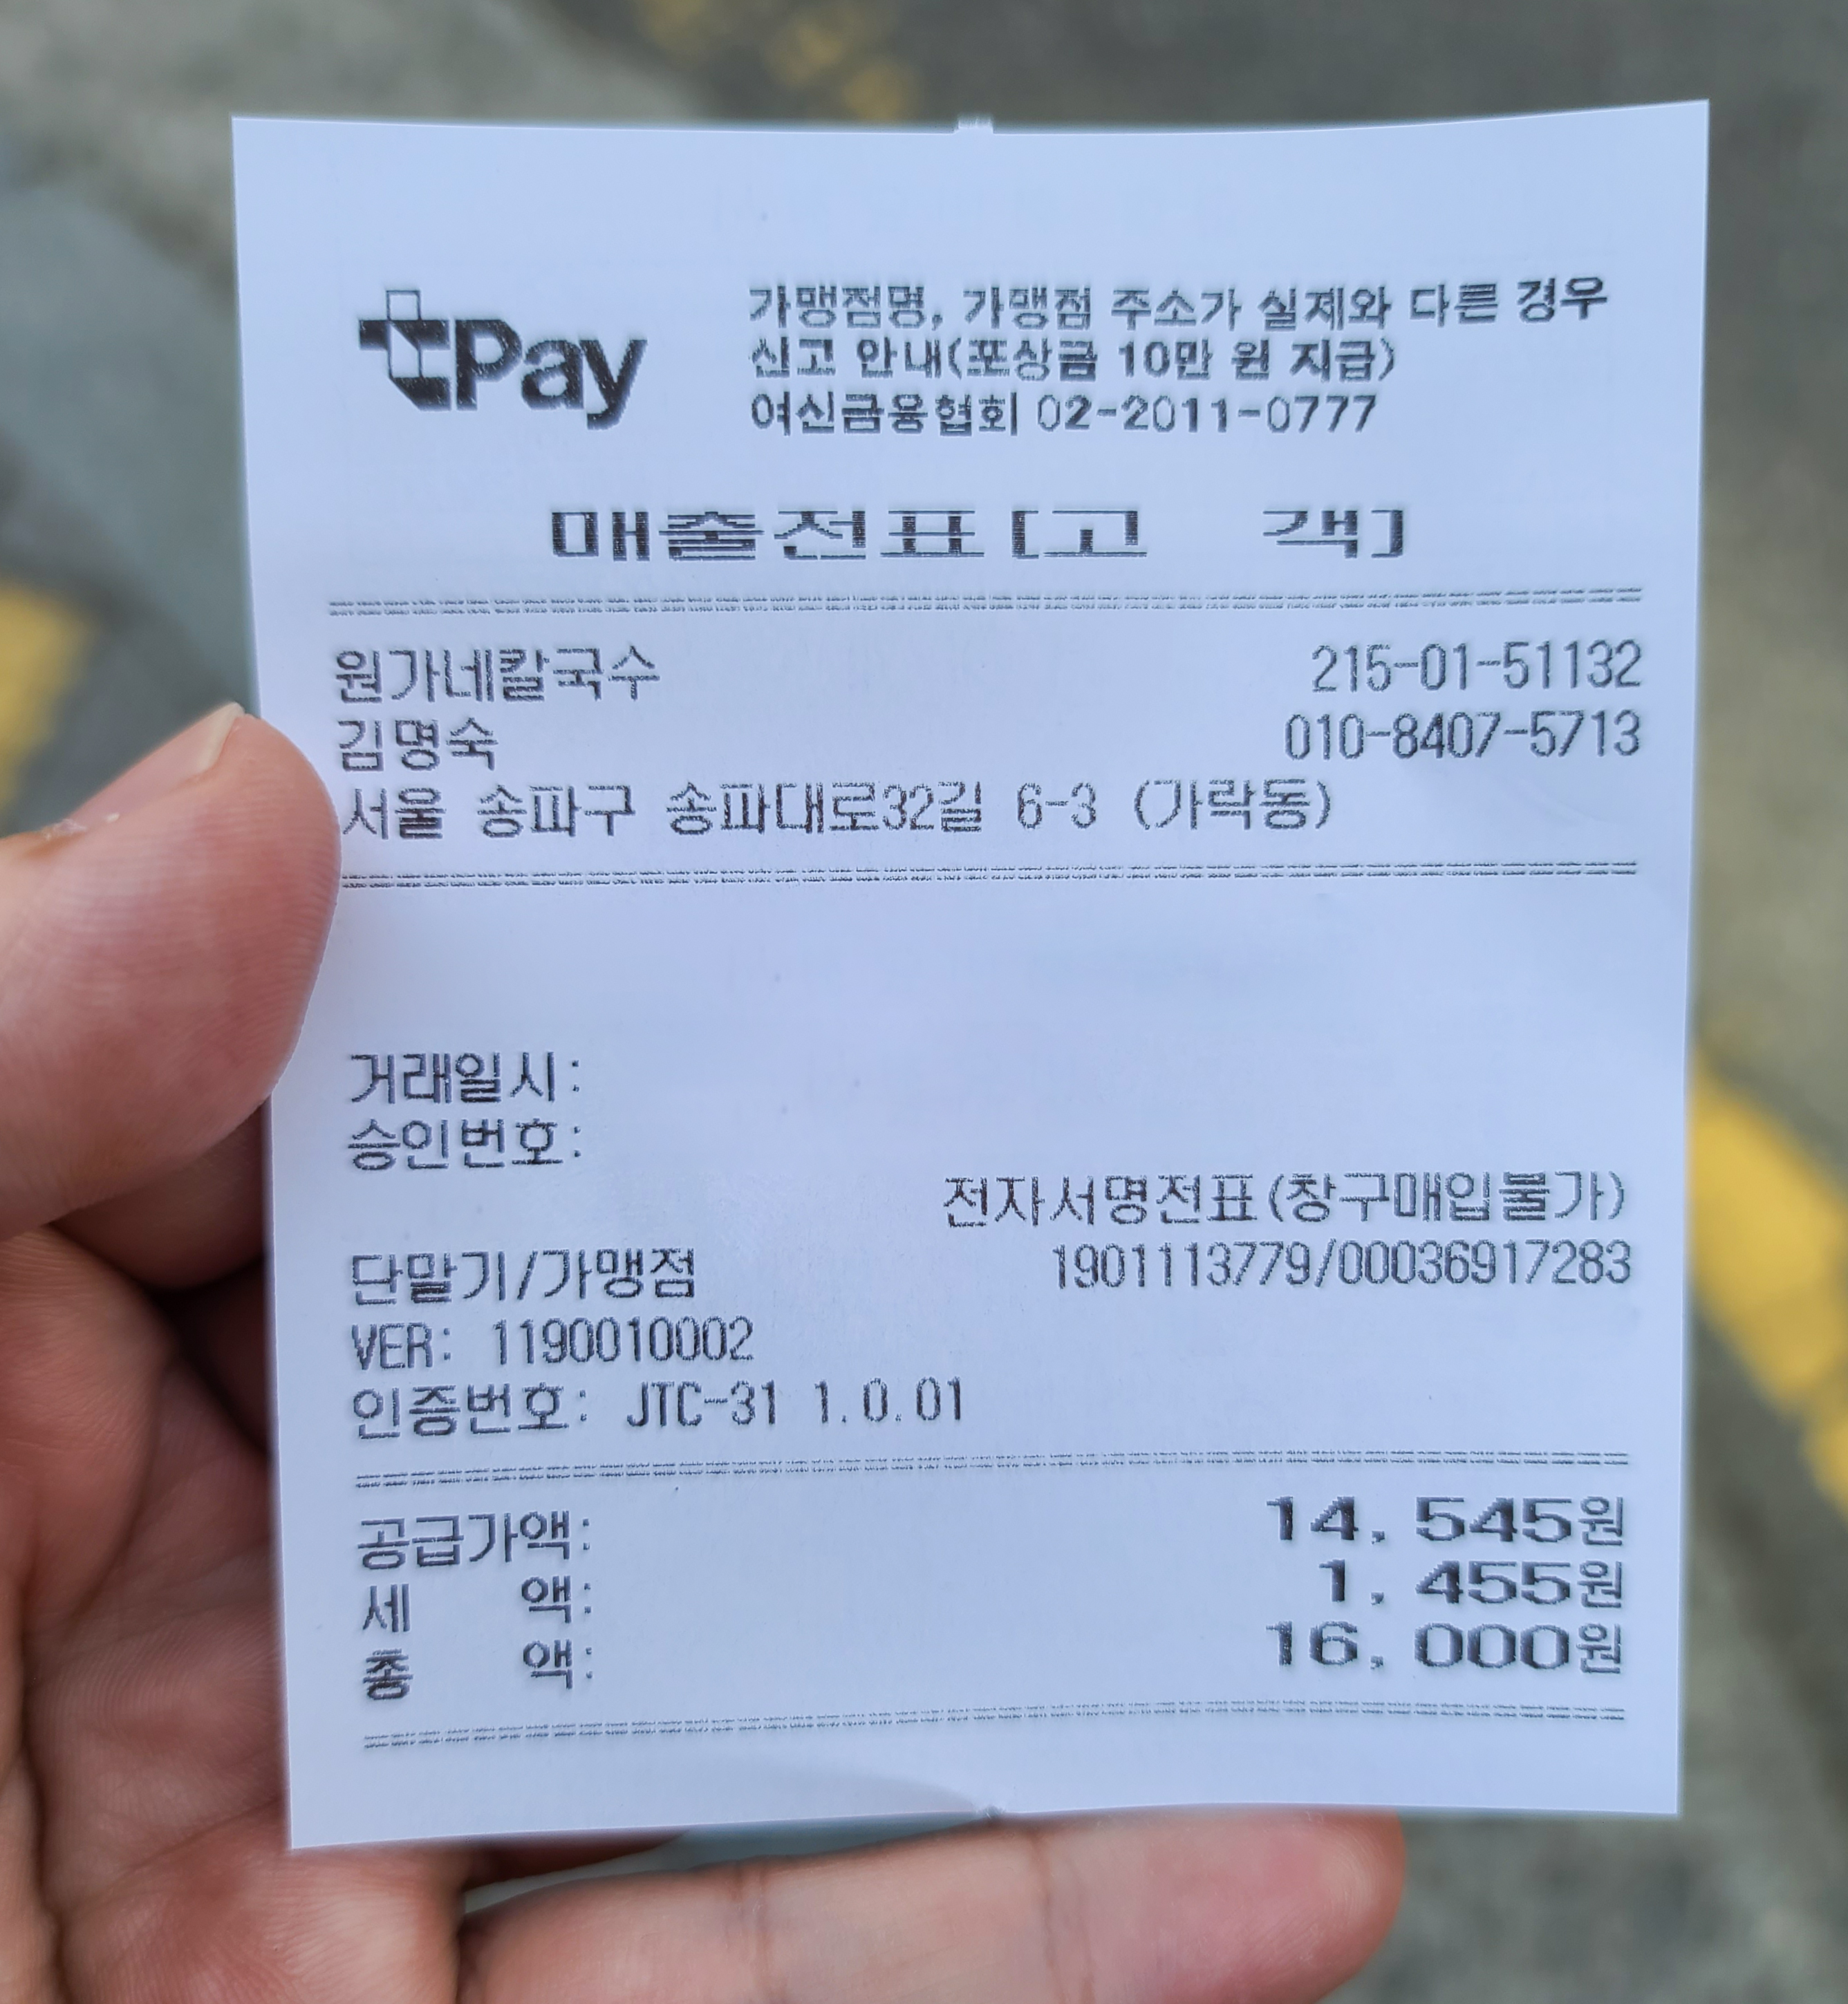 tPay
가맹점명, 가맹점 주소가 실제와 다른 경우
신고 안내(포상금 10만 원 지급)
여신금융협회 02-2011-0777
매출전표[고 객]
원가네칼국수 215-01-51132
김명숙 010-8407-5713
서울 송파구 송파대로32길 6-3 (가락동)
거래일시:
승인번호:
전자서명전표(창구매입불가)
단말기/가맹점 1901113779/00036917283
VER: 1190010002
인증번호: JTC-31 1.0.01
공급가액: 14,545원
세 액: 1,455원
총 액: 16,000원